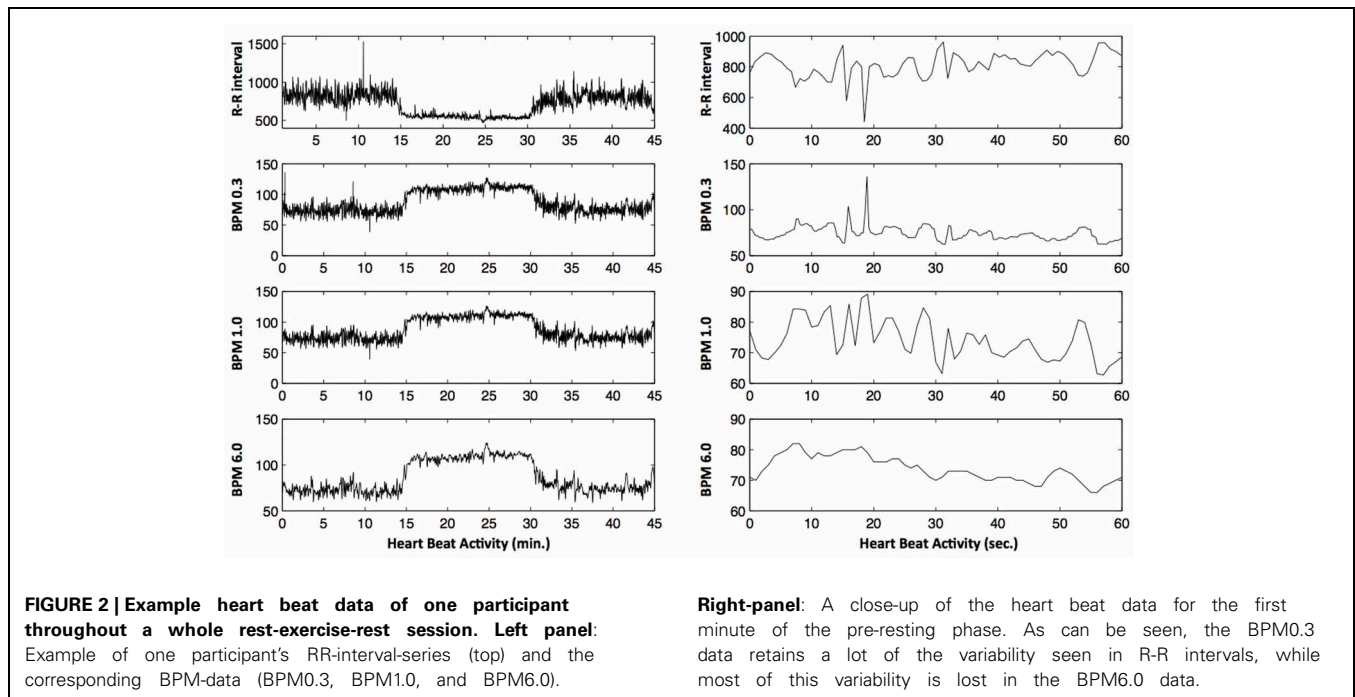 R-R interval
1500
1000
500
5 10 15 20 25 30 35 40 45
BPM 0.3
150
100
50
0
0 5 10 15 20 25 30 35 40 45
BPM 1.0
150
100
50
0
0 5 10 15 20 25 30 35 40 45
BPM 6.0
150
100
50
0 5 10 15 20 25 30 35 40 45
Heart Beat Activity (min.)
R-R interval
1000
800
600
400
0 10 20 30 40 50 60
BPM 0.3
150
100
50
0 10 20 30 40 50 60
BPM 1.0
90
80
70
60
0 10 20 30 40 50 60
BPM 6.0
90
80
70
60
0 10 20 30 40 50 60
Heart Beat Activity (sec.)
FIGURE 2 | Example heart beat data of one participant
throughout a whole rest-exercise-rest session. Left panel:
Example of one participant's RR-interval-series (top) and the
corresponding BPM-data (BPM0.3, BPM1.0, and BPM6.0).
Right-panel: A close-up of the heart beat data for the first
minute of the pre-resting phase. As can be seen, the BPM0.3
data retains a lot of the variability seen in R-R intervals, while
most of this variability is lost in the BPM6.0 data.